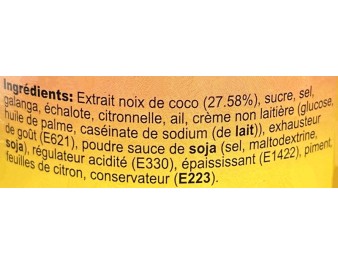 Ingrédients: Extrait noix de coco (27.58%), sucre, sel,
galanga, échalote, citronnelle, ail, crème non laitière (glucose,
huile de palme, caséinate de sodium (de lait)), exhausteur
de goût (E621), poudre sauce de soja (sel, maltodextrine,
soja), régulateur acidité (E330), épaississant (E1422), piment,
feuilles de citron, conservateur (E223).